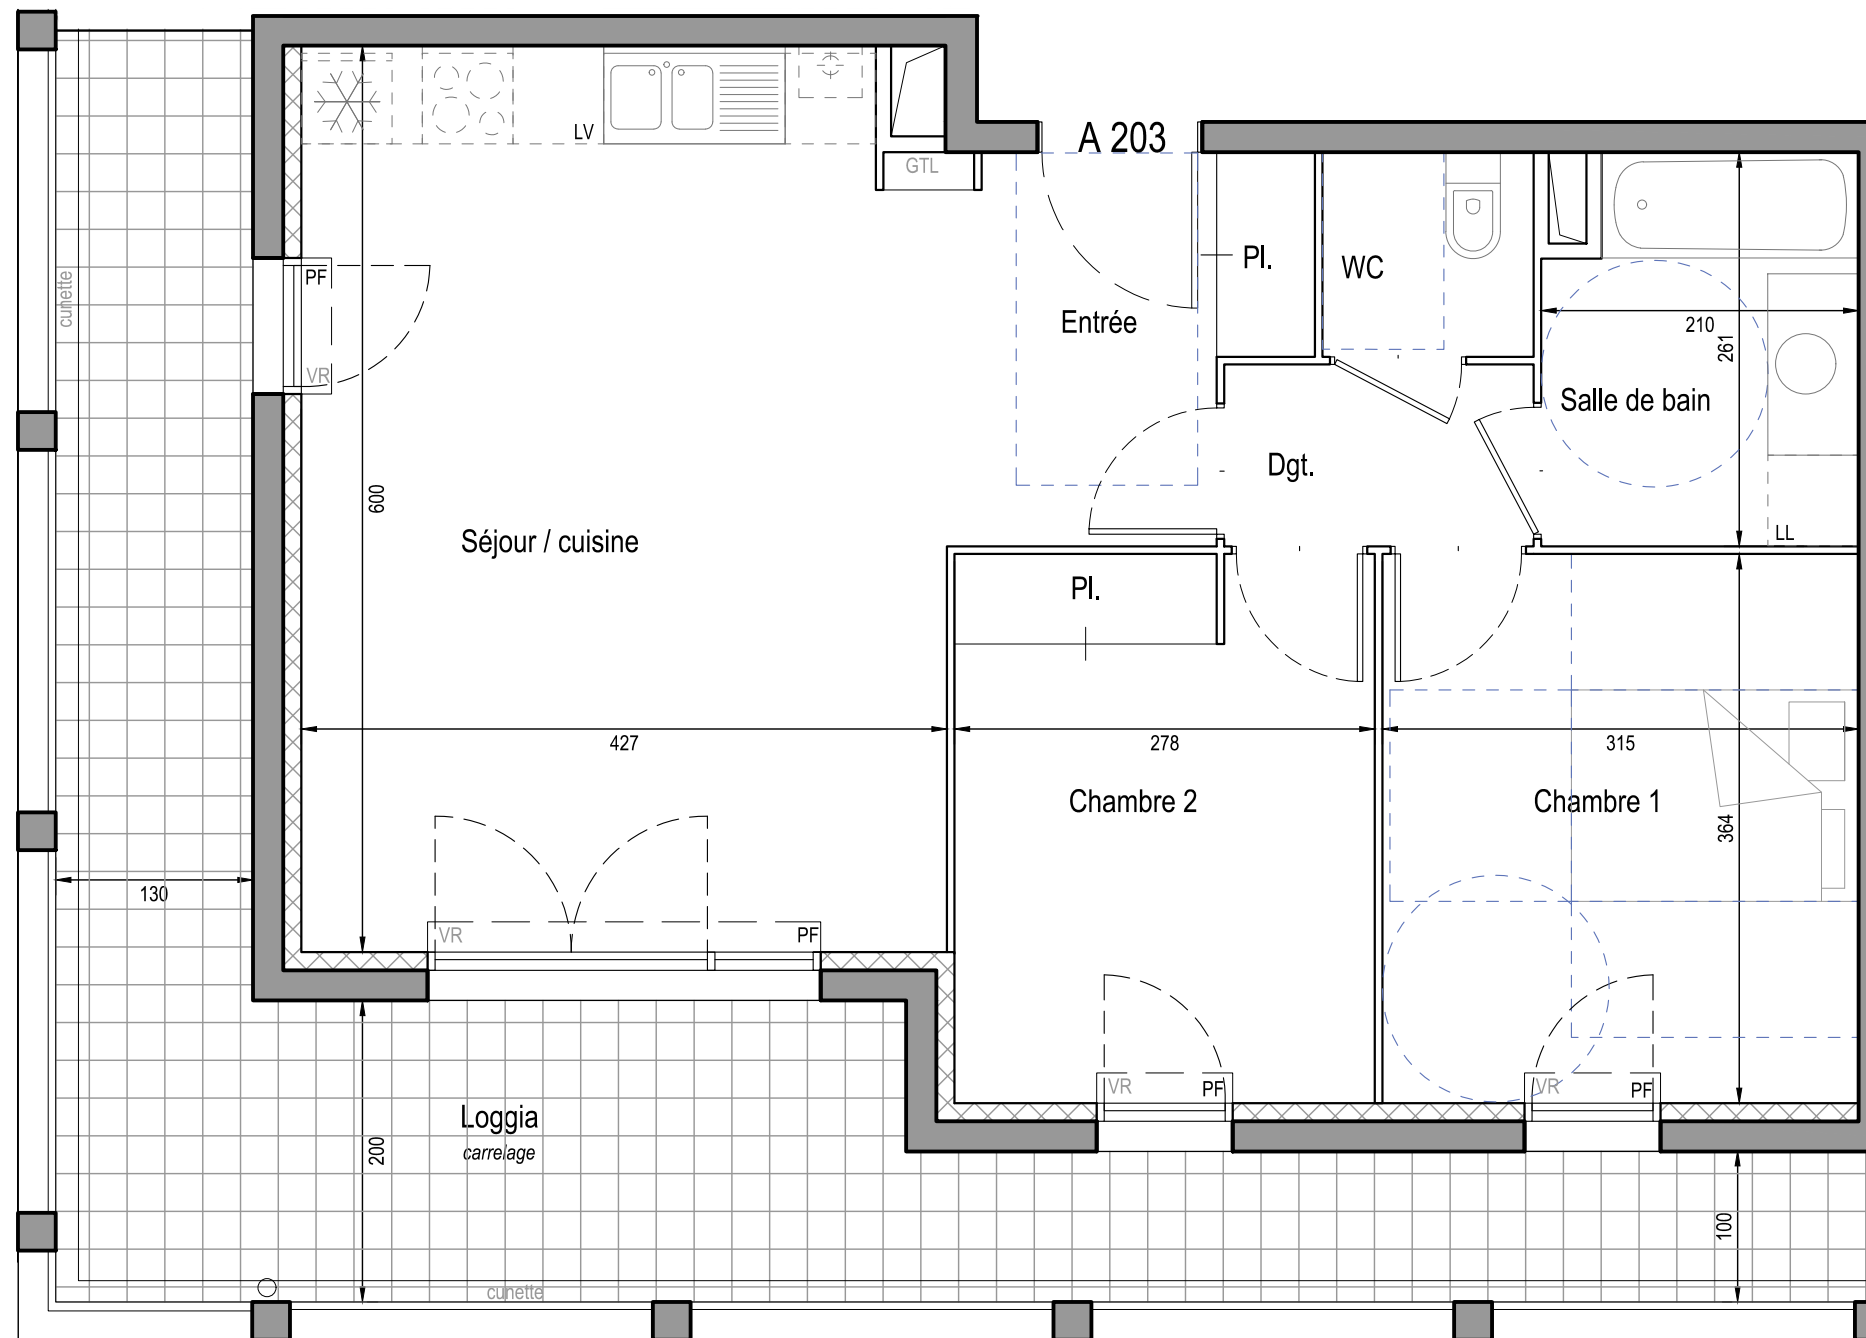 A 203
LV
GTL
Pl.
WC
cunette
PF
Entrée
210
261
VR
Salle de bain
Dgt.
600
Séjour / cuisine
LL
Pl.
427
278
315
Chambre 2
Chambre 1
364
130
VR
PF
VR
PF
VR
PF
Loggia
carrelage
200
100
cunette